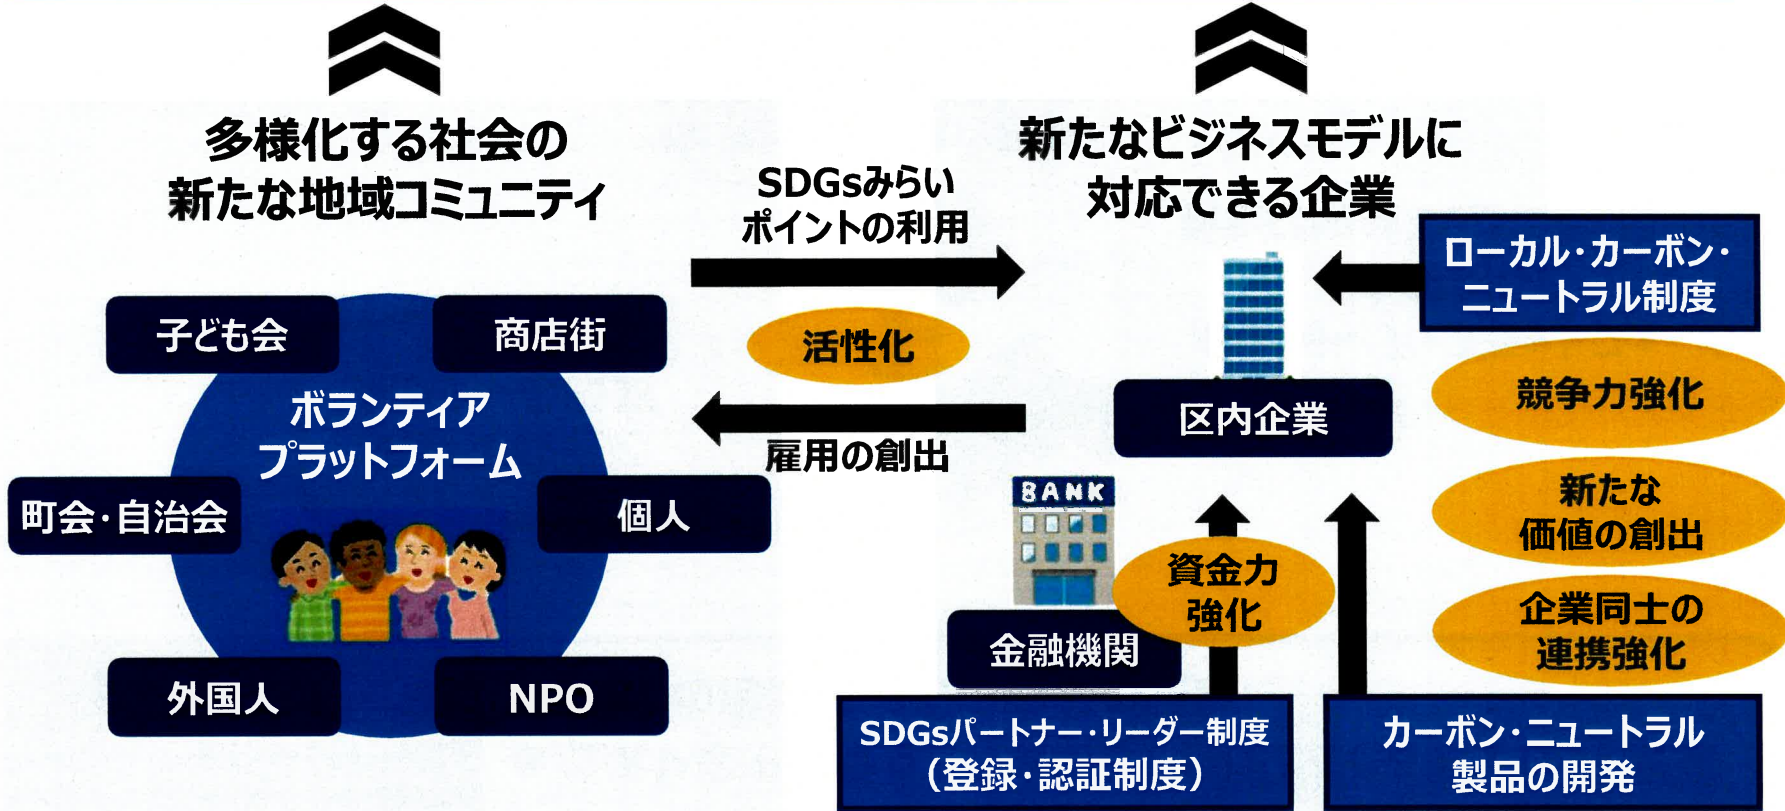 多様化する社会の
新たな地域コミュニティ
新たなビジネスモデルに
対応できる企業
SDGsみらい
ポイントの利用
活性化
雇用の創出
子ども会
商店街
ボランティア
プラットフォーム
町会・自治会
個人
外国人
NPO
ローカル・カーボン・
ニュートラル制度
区内企業
競争力強化
新たな
価値の創出
企業同士の
連携強化
BANK
資金力
強化
金融機関
SDGsパートナー・リーダー制度
（登録・認証制度）
カーボン・ニュートラル
製品の開発